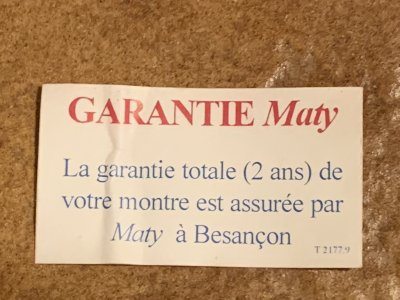 GARANTIE Maty
La garantie totale (2 ans) de
votre montre est assurée par
Maty à Besançon
T 2177.9